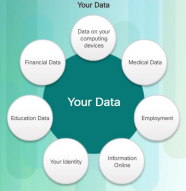 Your Data
Data on your
computing
devices
Financial Data
Medical Data
Your Data
Education Data
Employment
Your Identity
Information
Online